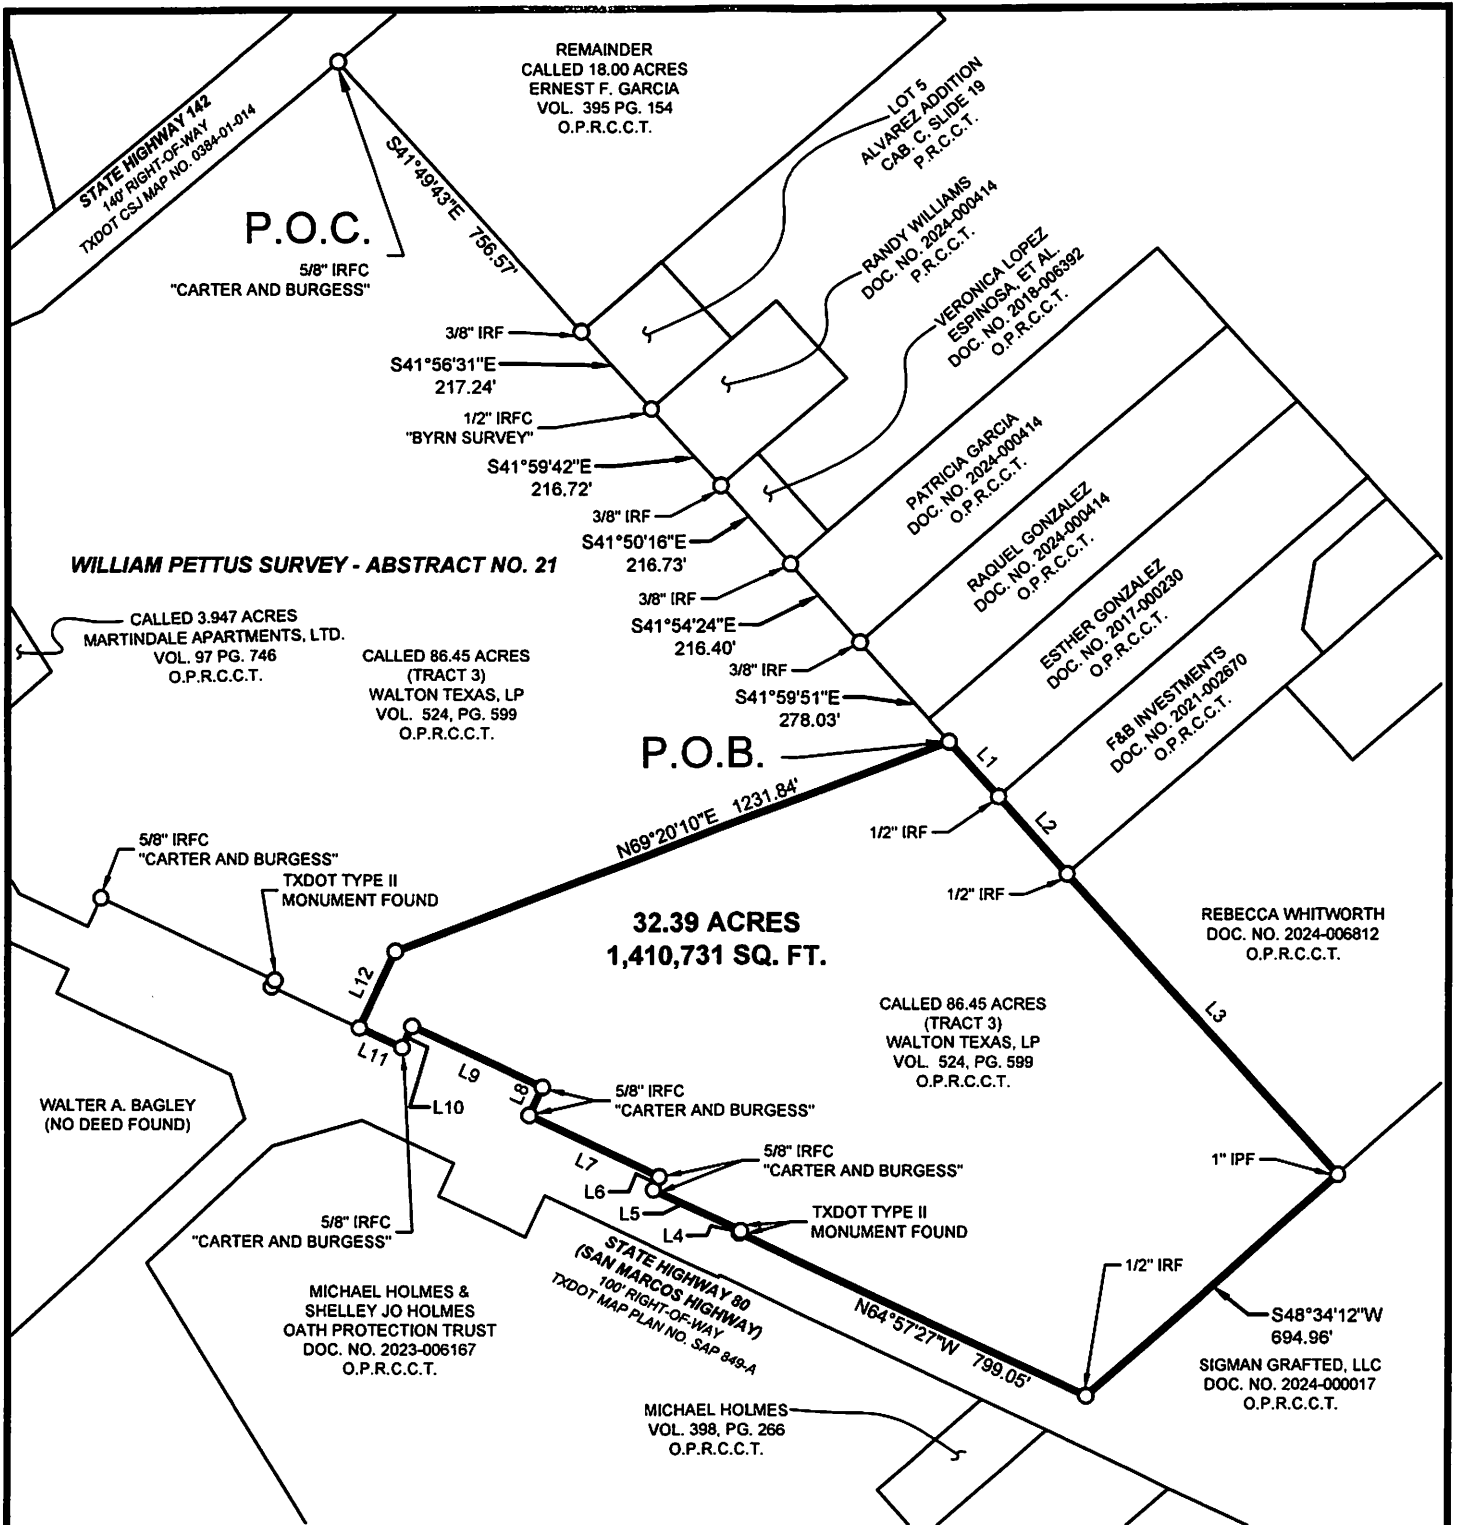 REMAINDER
CALLED 18.00 ACRES
ERNEST F. GARCIA
VOL. 395 PG. 154
O.P.R.C.C.T.
LOT 5
ALVAREZ ADDITION
CAB. C. SLIDE 19
P.R.C.C.T.
STATE HIGHWAY 142
140' RIGHT-OF-WAY
TXDOT CSJ MAP NO. 0384-01-014
S41°49'43"E 756.57'
P.O.C.
5/8" IRFC
"CARTER AND BURGESS"
RANDY WILLIAMS
DOC. NO. 2024-000414
P.R.C.C.T.
VERONICA LOPEZ
ESPINOSA, ET AL.
DOC. NO. 2018-006392
O.P.R.C.C.T.
3/8" IRF
S41°56'31"E
217.24'
1/2" IRFC
"BYRN SURVEY"
S41°59'42"E
216.72'
3/8" IRF
S41°50'16"E
216.73'
3/8" IRF
S41°54'24"E
216.40'
3/8" IRF
S41°59'51"E
278.03'
PATRICIA GARCIA
DOC. NO. 2024-000414
O.P.R.C.C.T.
RAQUEL GONZALEZ
DOC. NO. 2024-000414
O.P.R.C.C.T.
ESTHER GONZALEZ
DOC. NO. 2017-000230
O.P.R.C.C.T.
F&B INVESTMENTS
DOC. NO. 2021-002670
O.P.R.C.C.T.
WILLIAM PETTUS SURVEY - ABSTRACT NO. 21
CALLED 3.947 ACRES
MARTINDALE APARTMENTS, LTD.
VOL. 97 PG. 746
O.P.R.C.C.T.
CALLED 86.45 ACRES
(TRACT 3)
WALTON TEXAS, LP
VOL. 524, PG. 599
O.P.R.C.C.T.
P.O.B.
L1
N69°20'10"E 1231.84'
1/2" IRF
L2
1/2" IRF
5/8" IRFC
"CARTER AND BURGESS"
TXDOT TYPE II
MONUMENT FOUND
32.39 ACRES
1,410,731 SQ. FT.
REBECCA WHITWORTH
DOC. NO. 2024-006812
O.P.R.C.C.T.
L12
L3
CALLED 86.45 ACRES
(TRACT 3)
WALTON TEXAS, LP
VOL. 524, PG. 599
O.P.R.C.C.T.
L11
L9
L8
L10
5/8" IRFC
"CARTER AND BURGESS"
WALTER A. BAGLEY
(NO DEED FOUND)
L7
5/8" IRFC
"CARTER AND BURGESS"
1" IPF
L6
L5
L4
TXDOT TYPE II
MONUMENT FOUND
5/8" IRFC
"CARTER AND BURGESS"
STATE HIGHWAY 80
(SAN MARCOS HIGHWAY)
100' RIGHT-OF-WAY
TXDOT MAP PLAN NO. SAP 849-A
1/2" IRF
MICHAEL HOLMES &
SHELLEY JO HOLMES
OATH PROTECTION TRUST
DOC. NO. 2023-006167
O.P.R.C.C.T.
N64°57'27"W 799.05'
S48°34'12"W
694.96'
SIGMAN GRAFTED, LLC
DOC. NO. 2024-000017
O.P.R.C.C.T.
MICHAEL HOLMES
VOL. 398, PG. 266
O.P.R.C.C.T.